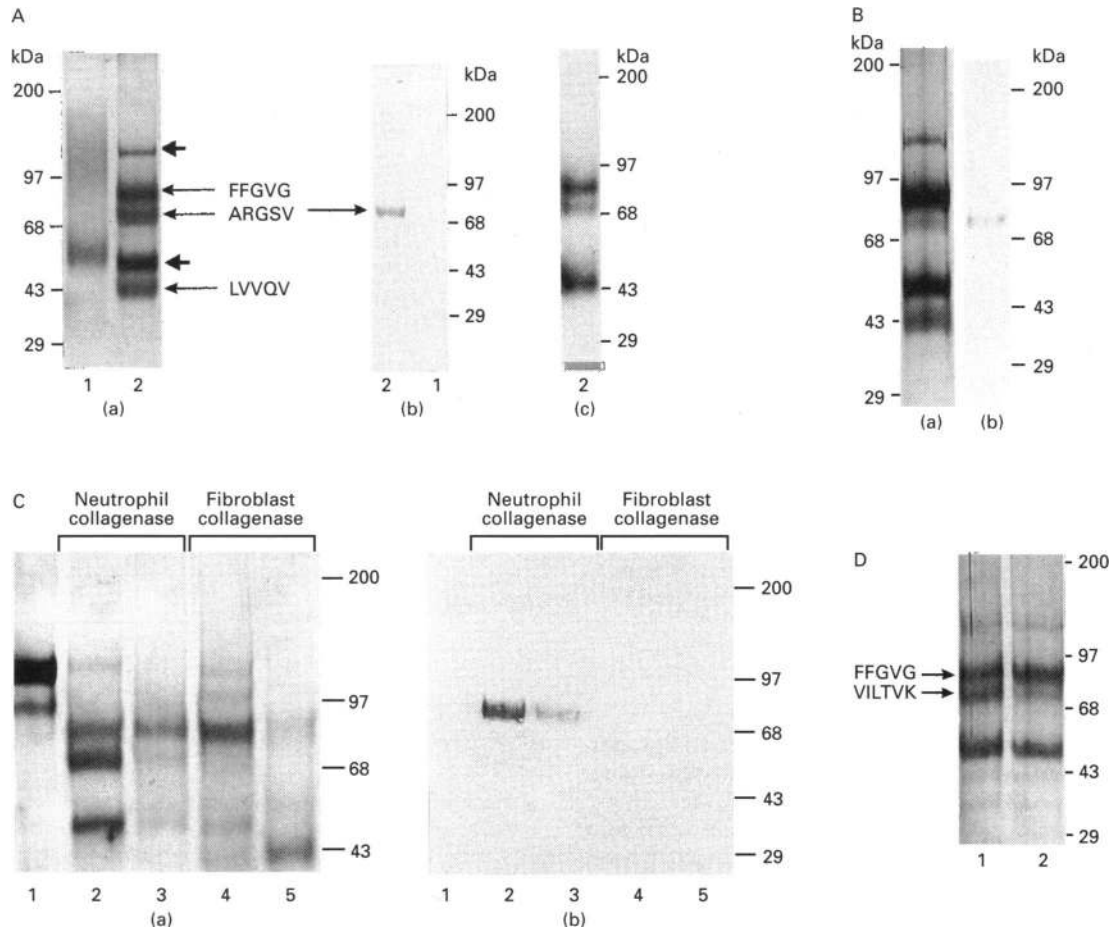 A
kDa
200
97
68
43
29
FFGVG
ARGSV
LVVQV
1 2
(a)
kDa
200
97
68
43
29
2 1
(b)
200
97
68
43
29
2
(c)
B
kDa
200
97
68
43
29
(a)
kDa
200
97
68
43
29
(b)
C
Neutrophil
collagenase
Fibroblast
collagenase
200
97
68
43
1 2 3 4 5
(a)
Neutrophil
collagenase
Fibroblast
collagenase
200
97
68
43
29
1 2 3 4 5
(b)
D
FFGVG
VILTVK
200
97
68
43
29
1 2